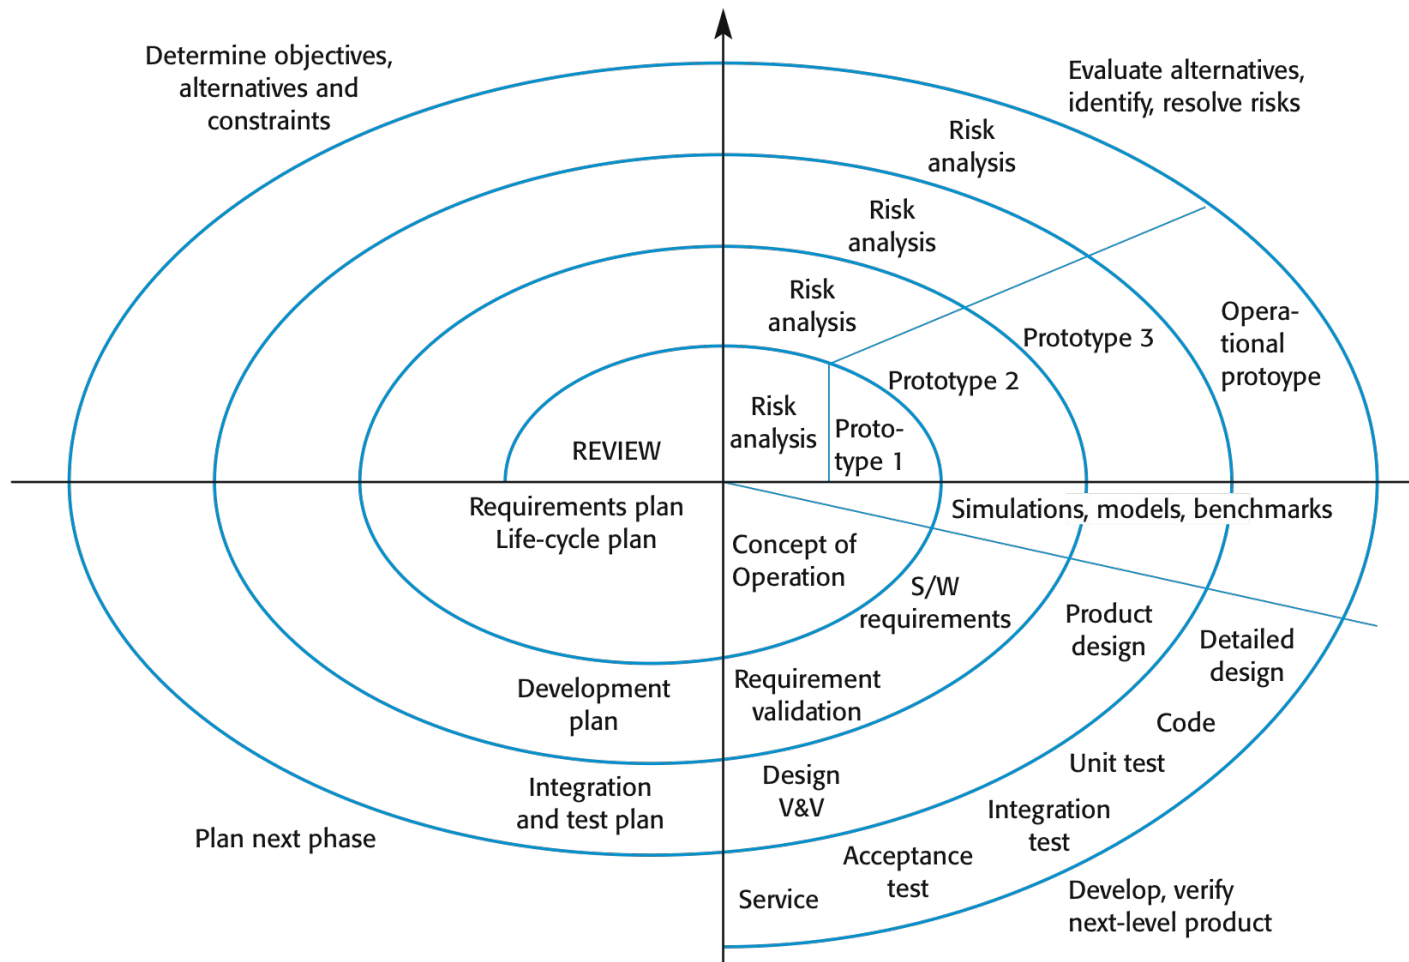 Determine objectives,
alternatives and
constraints
Evaluate alternatives,
identify, resolve risks
Risk
analysis
Risk
analysis
Risk
analysis
Risk
analysis
Proto-
type 1
Prototype 2
Prototype 3
Opera-
tional
protoype
REVIEW
Requirements plan
Life-cycle plan
Simulations, models, benchmarks
Concept of
Operation
S/W
requirements
Product
design
Detailed
design
Development
plan
Requirement
validation
Code
Unit test
Integration
and test plan
Design
V&V
Integration
test
Plan next phase
Acceptance
test
Service
Develop, verify
next-level product